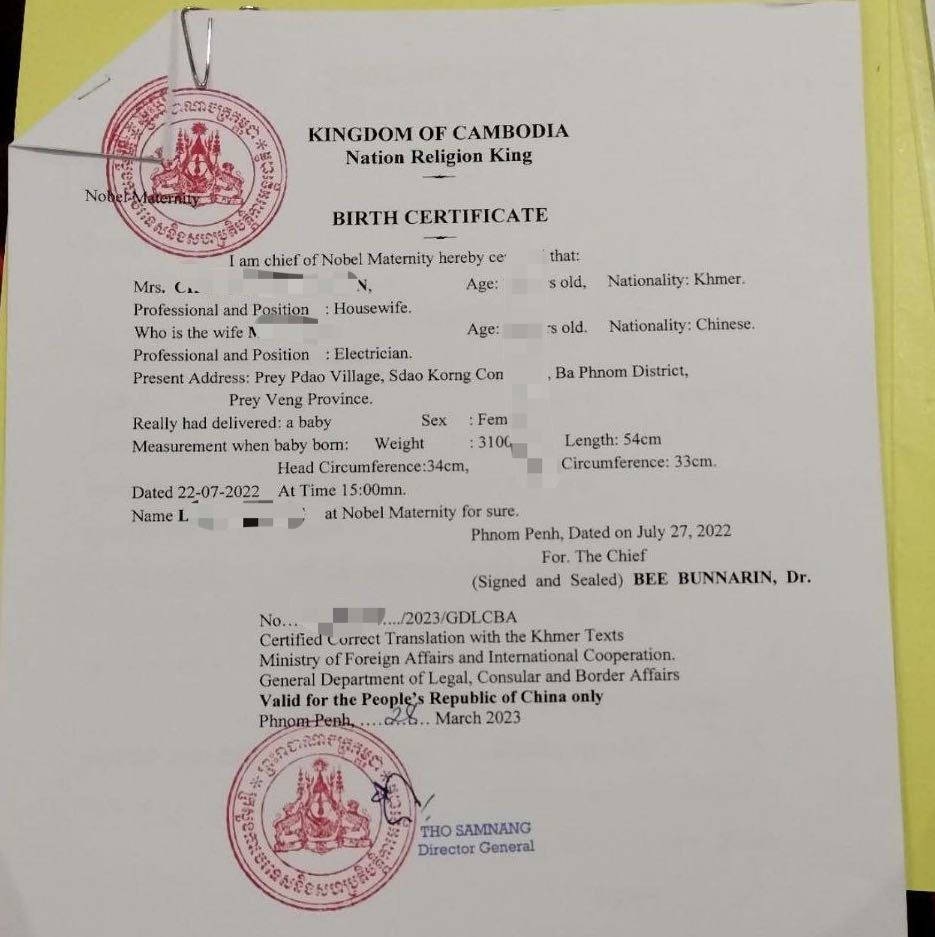 KINGDOM OF CAMBODIA
Nation Religion King
Nobel Maternity
BIRTH CERTIFICATE
I am chief of Nobel Maternity hereby that:
Mrs. Age: s old, Nationality: Khmer.
Professional and Position : Housewife.
Who is the wife Age: old. Nationality: Chinese.
Professional and Position : Electrician.
Present Address: Prey Pdao Village, Sdao Korng , Ba Phnom District,
Prey Veng Province.
Really had delivered: a baby Sex : Fem
Measurement when baby born: Weight : 3100 Length: 54cm
Head Circumference:34cm, Circumference: 33cm.
Dated 22-07-2022 At Time 15:00mn.
Name L at Nobel Maternity for sure.
Phnom Penh, Dated on July 27, 2022
For. The Chief
(Signed and Sealed) BEE BUNNARIN, Dr.
No... ..../2023/GDLCBA
Certified Correct Translation with the Khmer Texts
Ministry of Foreign Affairs and International Cooperation.
General Department of Legal, Consular and Border Affairs
Valid for the People's Republic of China only
Phnom Penh, ....28.. March 2023
THO SAMNANG
Director General